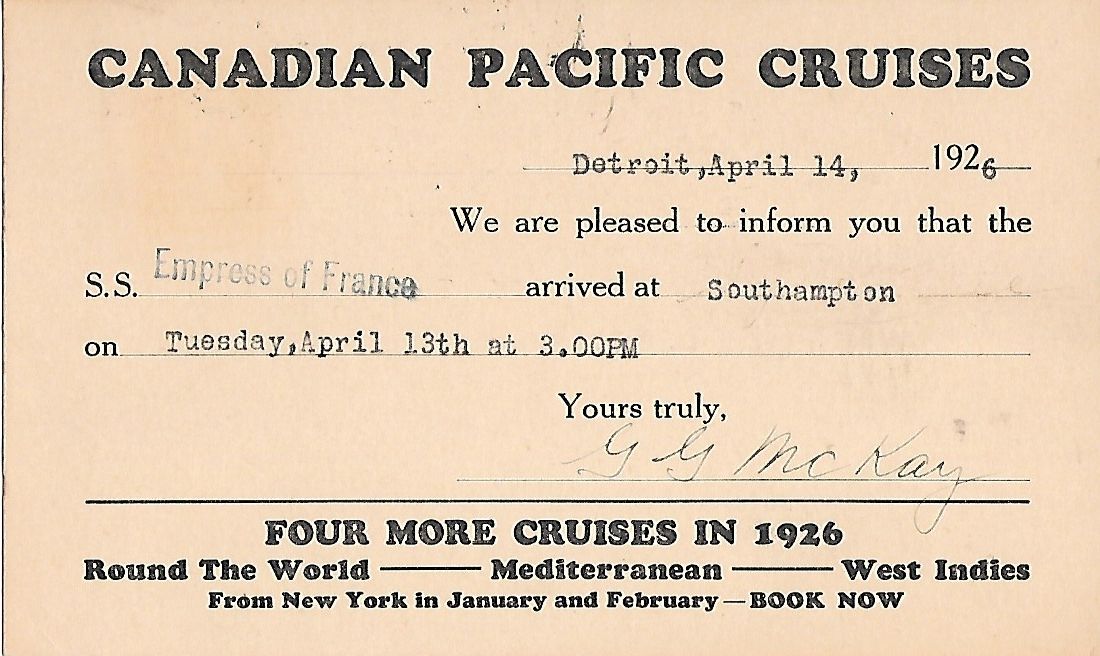 CANADIAN PACIFIC CRUISES
Detroit,April 14, 1926
We are pleased to inform you that the
S.S. Empress of France arrived at Southampton
on Tuesday,April 13th at 3.00PM
Yours truly,
G G McKay
FOUR MORE CRUISES IN 1926
Round The World — Mediterranean — West Indies
From New York in January and February—BOOK NOW